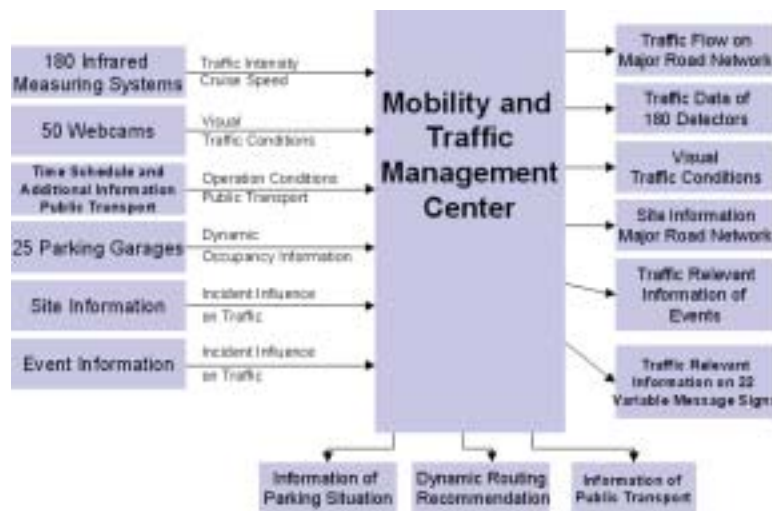 180 Infrared
Measuring Systems
Traffic Intensity
Cruise Speed
50 Webcams
Visual
Traffic Conditions
Time Schedule and
Additional Information
Public Transport
Operation Conditions
Public Transport
25 Parking Garages
Dynamic
Occupancy Information
Site Information
Incident Influence
on Traffic
Event Information
Incident Influence
on Traffic
Mobility and
Traffic
Management
Center
Traffic Flow on
Major Road Network
Traffic Data of
180 Detectors
Visual
Traffic Conditions
Site Information
Major Road Network
Traffic Relevant
Information of
Events
Traffic Relevant
Information on 22
Variable Message Signs
Information of
Parking Situation
Dynamic Routing
Recommendation
Information of
Public Transport